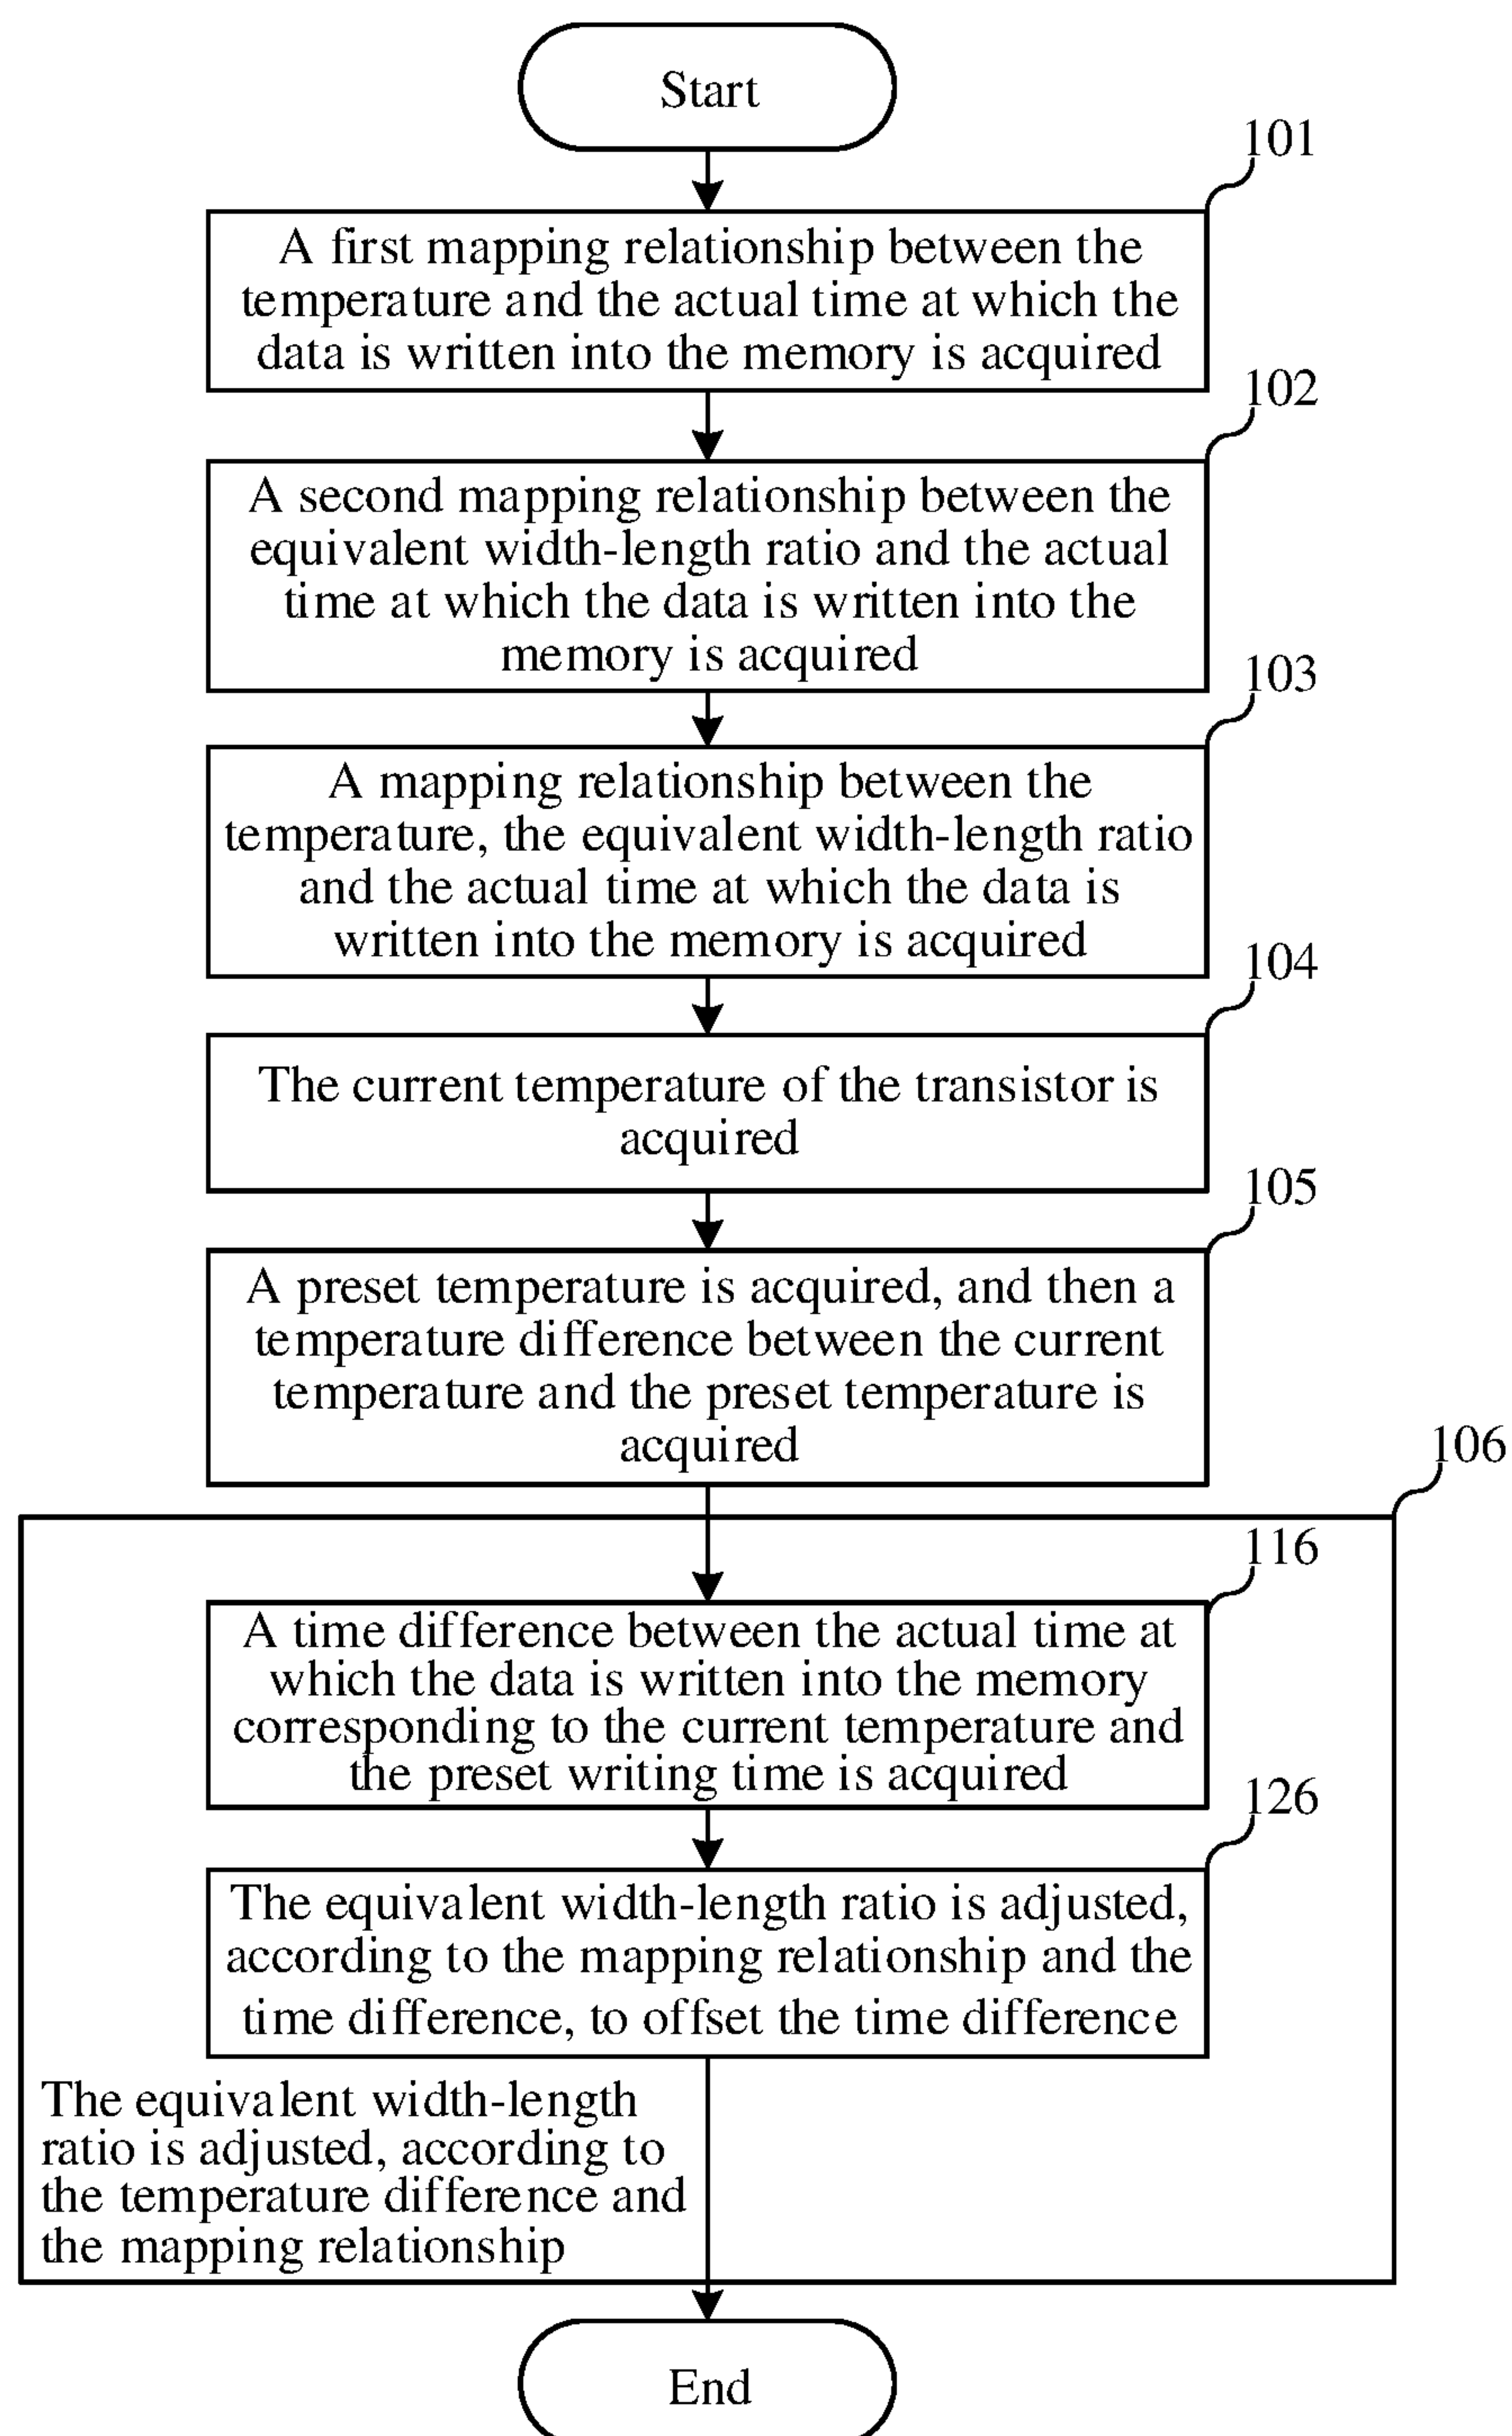 Start
101
A first mapping relationship between the
temperature and the actual time at which the
data is written into the memory is acquired
102
A second mapping relationship between the
equivalent width-length ratio and the actual
time at which the data is written into the
memory is acquired
103
A mapping relationship between the
temperature, the equivalent width-length ratio
and the actual time at which the data is
written into the memory is acquired
104
The current temperature of the transistor is
acquired
105
A preset temperature is acquired, and then a
temperature difference between the current
temperature and the preset temperature is
acquired
106
116
A time difference between the actual time at
which the data is written into the memory
corresponding to the current temperature and
the preset writing time is acquired
126
The equivalent width-length ratio is adjusted,
according to the mapping relationship and the
time difference, to offset the time difference
The equivalent width-length
ratio is adjusted, according to
the temperature difference and
the mapping relationship
End